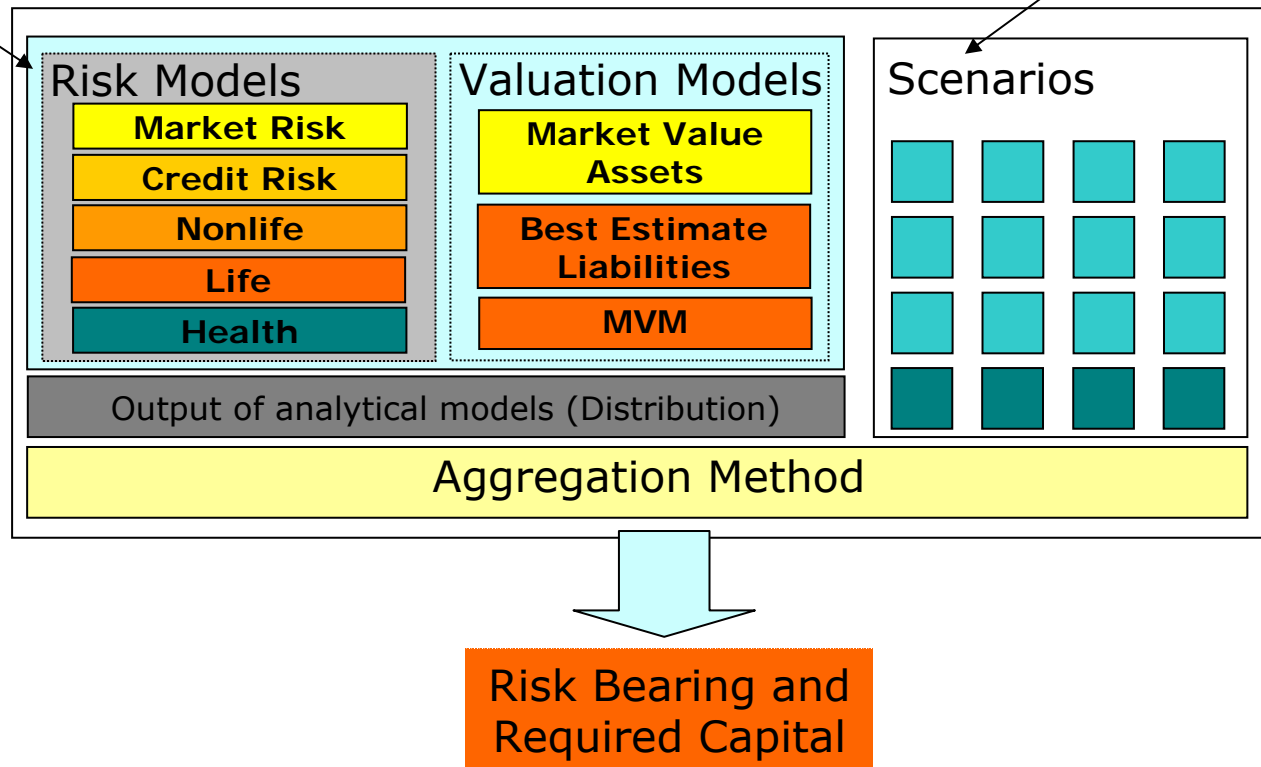 Risk Models
Market Risk
Credit Risk
Nonlife
Life
Health
Valuation Models
Market Value
Assets
Best Estimate
Liabilities
MVM
Scenarios
Output of analytical models (Distribution)
Aggregation Method
Risk Bearing and
Required Capital